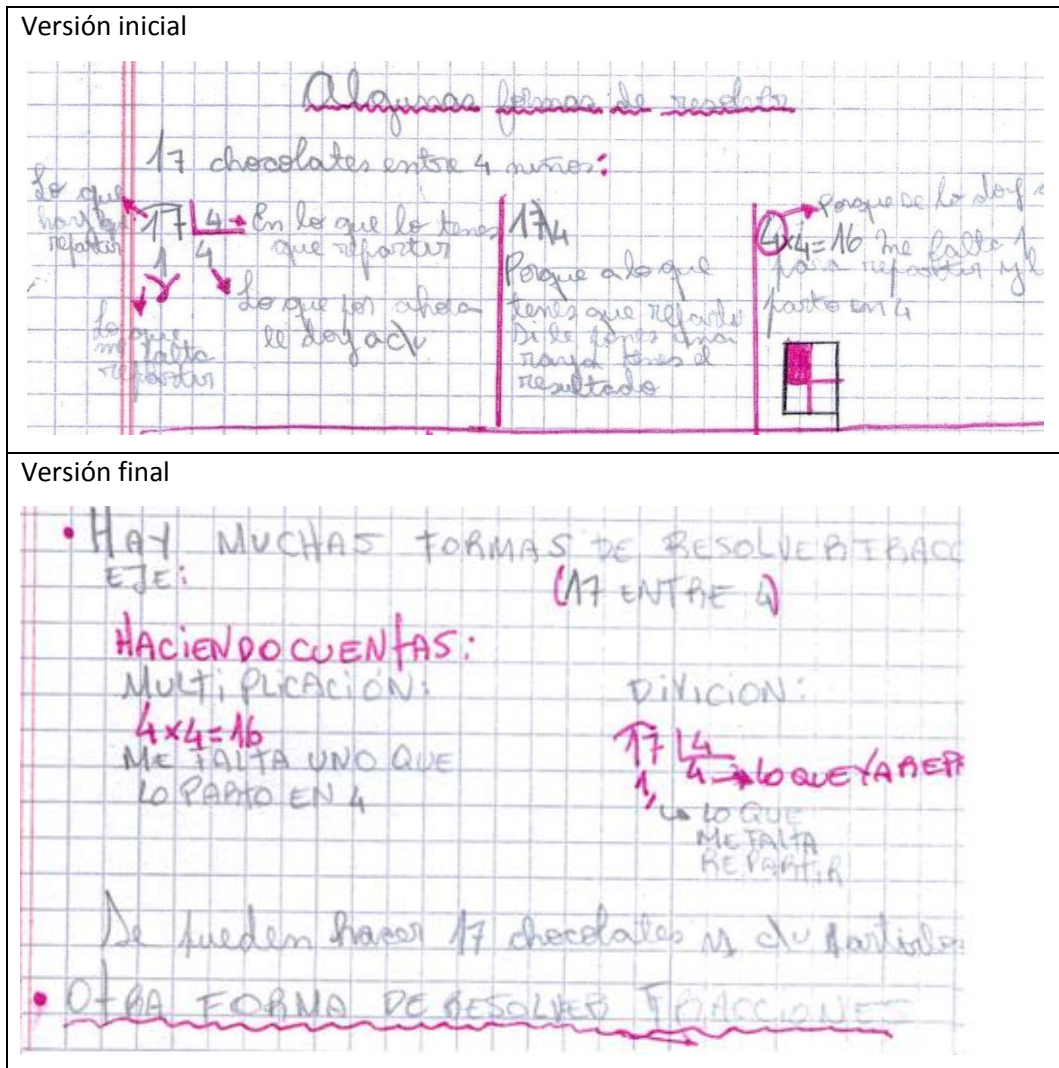 Versión inicial
Algunas formas de resolver
17 chocolates entre 4 niños:
Lo que
hay que
repartir
17 4
1 4
En lo que lo tenes
que repartir
Lo que por ahora
le doy a c/u
Lo que
me falta
repartir
17/4
Porque a lo que
tenés que repartir
Si le pones una
raya tenes el
resultado
Porque se lo doy
4x4=16 me falta 1
para repartir y l
parto en 4
Versión final
• HAY MUCHAS FORMAS DE RESOLVER FRACC
EJE: (17 ENTRE 4)
HACIENDO CUENTAS:
MULTIPLICACIÓN: DIVICION:
4x4=16
ME FALTA UNO QUE
LO PARTO EN 4
17 4
1 4 LO QUE YA REPA
LO QUE
ME FALTA
REPARTIR
Se pueden hacer 17 chocolates y c/u partirlos
• OTRA FORMA DE RESOLVER FRACCIONES